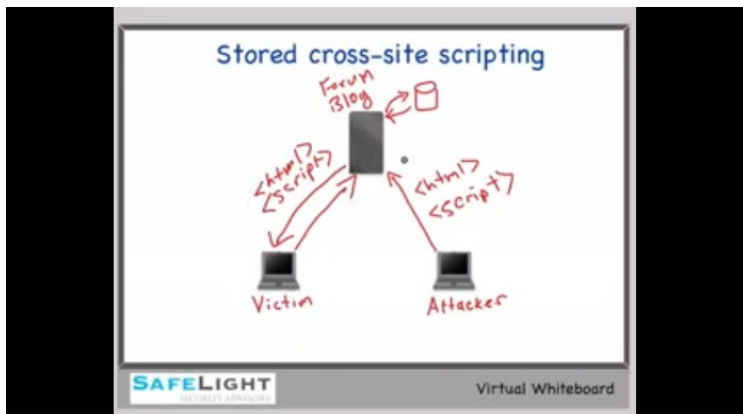 Stored cross-site scripting
Forum
Blog
<html>
<script>
<html>
<script>
Victim
Attacker
SAFELIGHT
SECURITY ADVISORS
Virtual Whiteboard